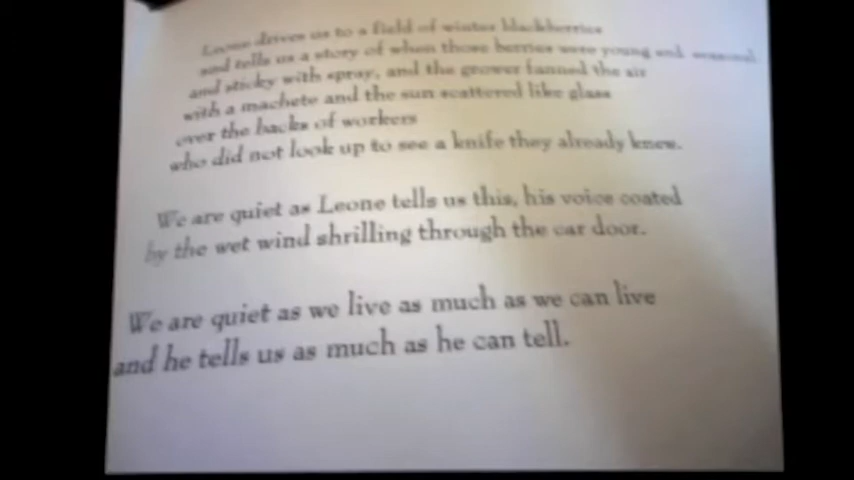 Leone drives us to a field of winter blackberries
and tells us a story of when those berries were young and seasonal
and sticky with spray, and the grower fanned the air
with a machete and the sun scattered like glass
over the backs of workers
who did not look up to see a knife they already knew.
We are quiet as Leone tells us this, his voice coated
by the wet wind shrilling through the car door.
We are quiet as we live as much as we can live
and he tells us as much as he can tell.